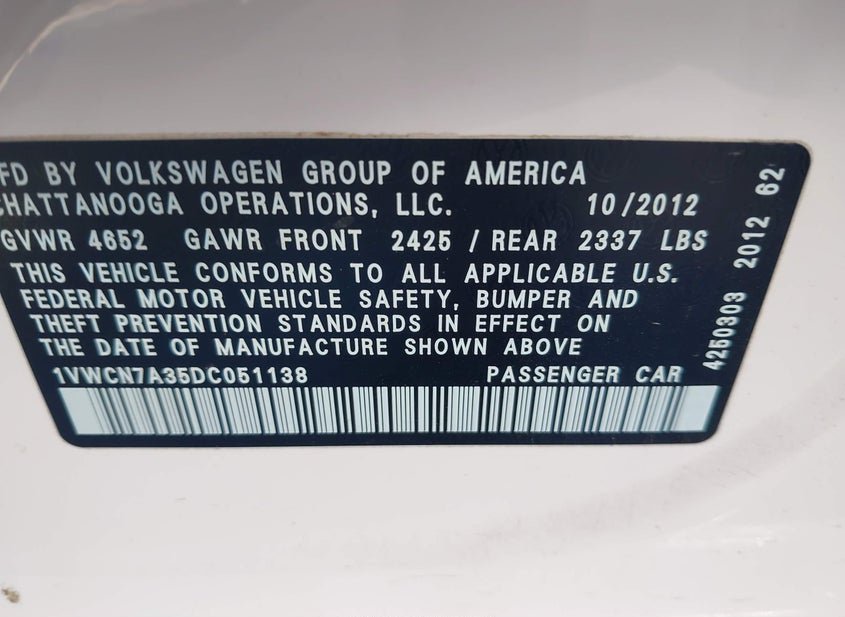 FD BY VOLKSWAGEN GROUP OF AMERICA
CHATTANOOGA OPERATIONS, LLC. 10/2012
GVWR 4652 GAWR FRONT 2425 / REAR 2337 LBS
THIS VEHICLE CONFORMS TO ALL APPLICABLE U.S.
FEDERAL MOTOR VEHICLE SAFETY, BUMPER AND
THEFT PREVENTION STANDARDS IN EFFECT ON
THE DATE OF MANUFACTURE SHOWN ABOVE
1VWCN7A35DC051138 PASSENGER CAR
4250303 2012 62